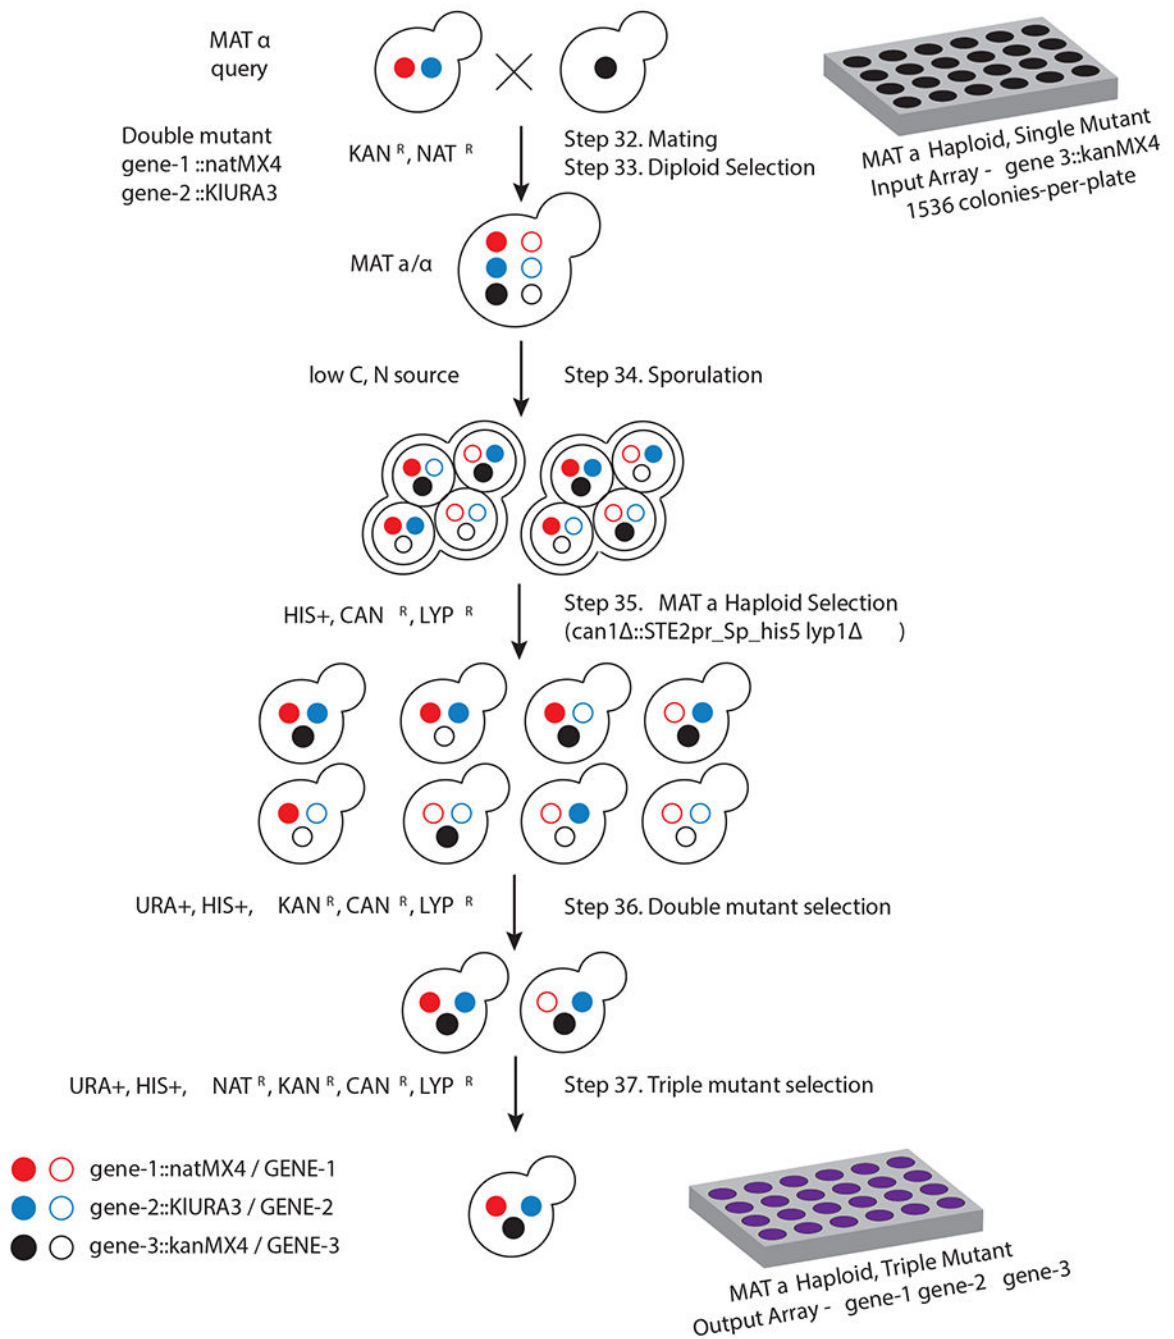 MAT α
query
Double mutant
gene-1 ::natMX4
gene-2 ::KlURA3
KAN R, NAT R
Step 32. Mating
Step 33. Diploid Selection
MAT a Haploid, Single Mutant
Input Array - gene 3::kanMX4
1536 colonies-per-plate
MAT a/α
low C, N source
Step 34. Sporulation
HIS+, CAN R, LYP R
Step 35. MAT a Haploid Selection
(can1Δ::STE2pr_Sp_his5 lyp1Δ )
URA+, HIS+, KAN R, CAN R, LYP R
Step 36. Double mutant selection
URA+, HIS+, NAT R, KAN R, CAN R, LYP R
Step 37. Triple mutant selection
gene-1::natMX4 / GENE-1
gene-2::KlURA3 / GENE-2
gene-3::kanMX4 / GENE-3
MAT a Haploid, Triple Mutant
Output Array - gene-1 gene-2 gene-3